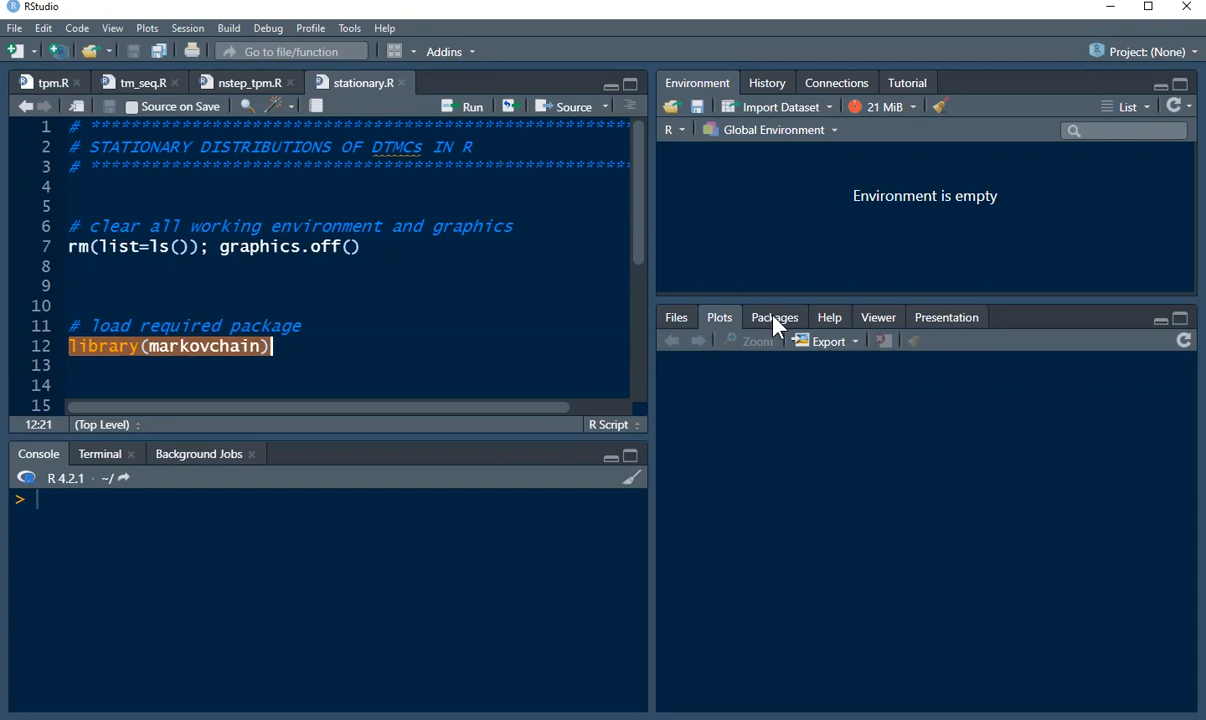 RStudio
File Edit Code View Plots Session Build Debug Profile Tools Help
Go to file/function Addins Project: (None)
tpm.R tm_seq.R nstep_tpm.R stationary.R
Source on Save Run Source
1 # ******************************************************
2 # STATIONARY DISTRIBUTIONS OF DTMCs IN R
3 # ******************************************************
4
5
6 # clear all working environment and graphics
7 rm(list=ls()); graphics.off()
8
9
10
11 # load required package
12 library(markovchain)
13
14
15
12:21 (Top Level) R Script
Console Terminal Background Jobs
R 4.2.1 · ~/
>
Environment History Connections Tutorial
Import Dataset 21 MiB List
R Global Environment
Environment is empty
Files Plots Packages Help Viewer Presentation
Zoom Export